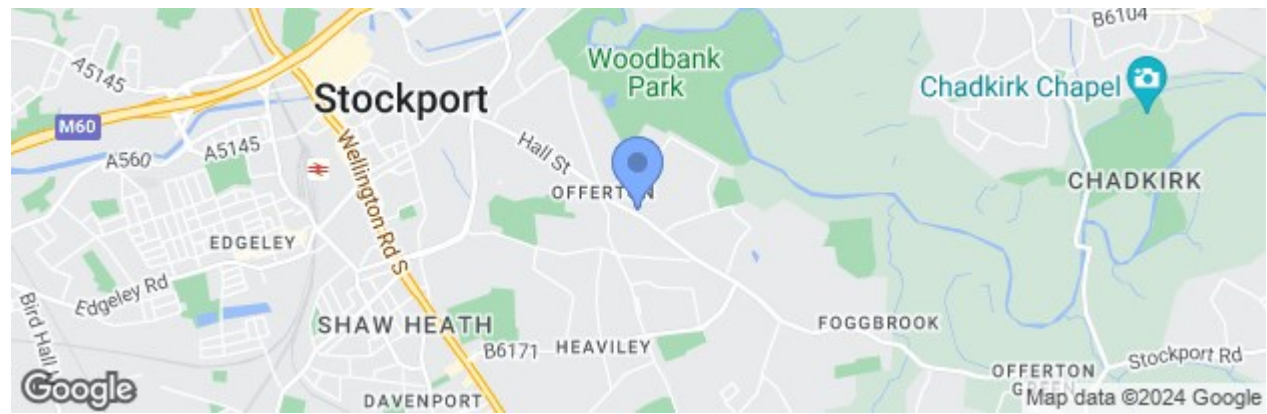 B6104
A5145
Woodbank
Park
Chadkirk Chapel
Stockport
M60
Hall St
A560
A5145
Wellington Rd S
OFFERTON
CHADKIRK
EDGELEY
Edgeley Rd
Bird Hall
SHAW HEATH
FOGGBROOK
B6171
HEAVILEY
Stockport Rd
OFFERTON
GREEN
DAVENPORT
Google
Map data ©2024 Google